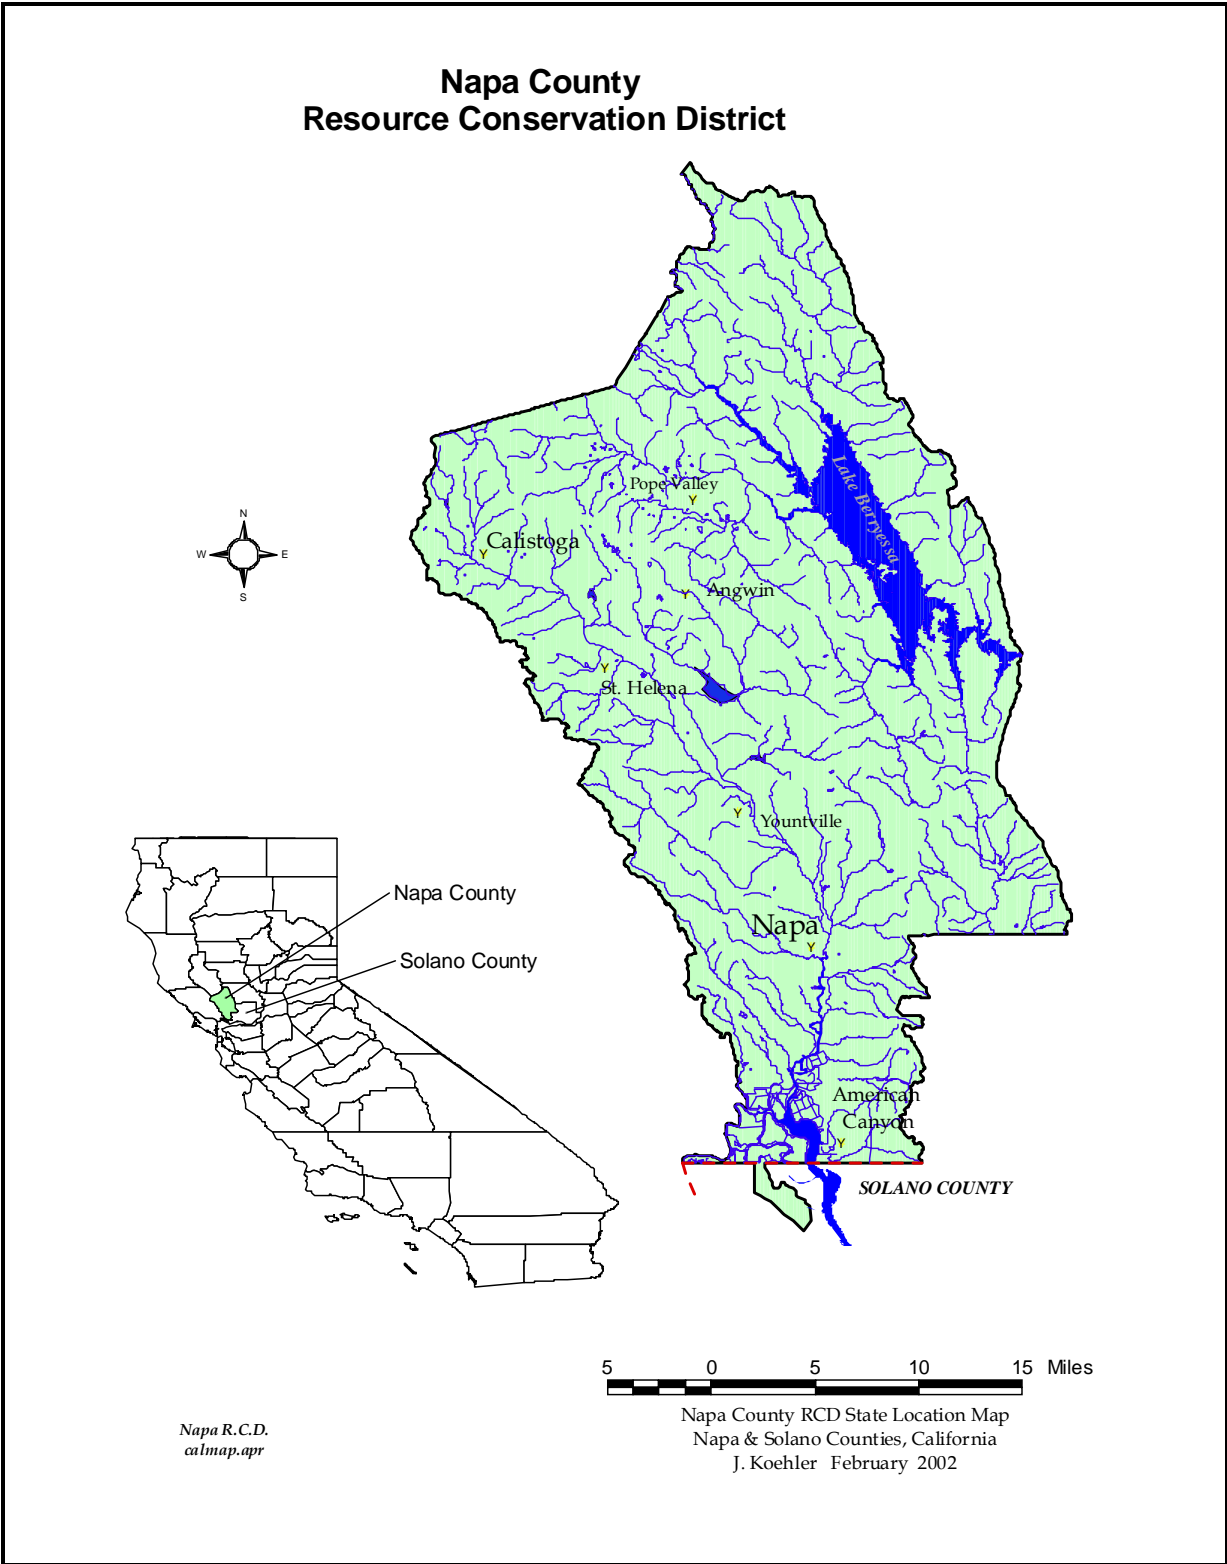 Napa County
Resource Conservation District
Lake Berryessa
Pope Valley
Y
N
W
E
S
Calistoga
Y
Angwin
Y
Y
St. Helena
Y
Yountville
Napa County
Napa
Y
Solano County
American
Canyon
Y
SOLANO COUNTY
5 0 5 10 15 Miles
Napa County RCD State Location Map
Napa & Solano Counties, California
J. Koehler February 2002
Napa R.C.D.
calmap.apr